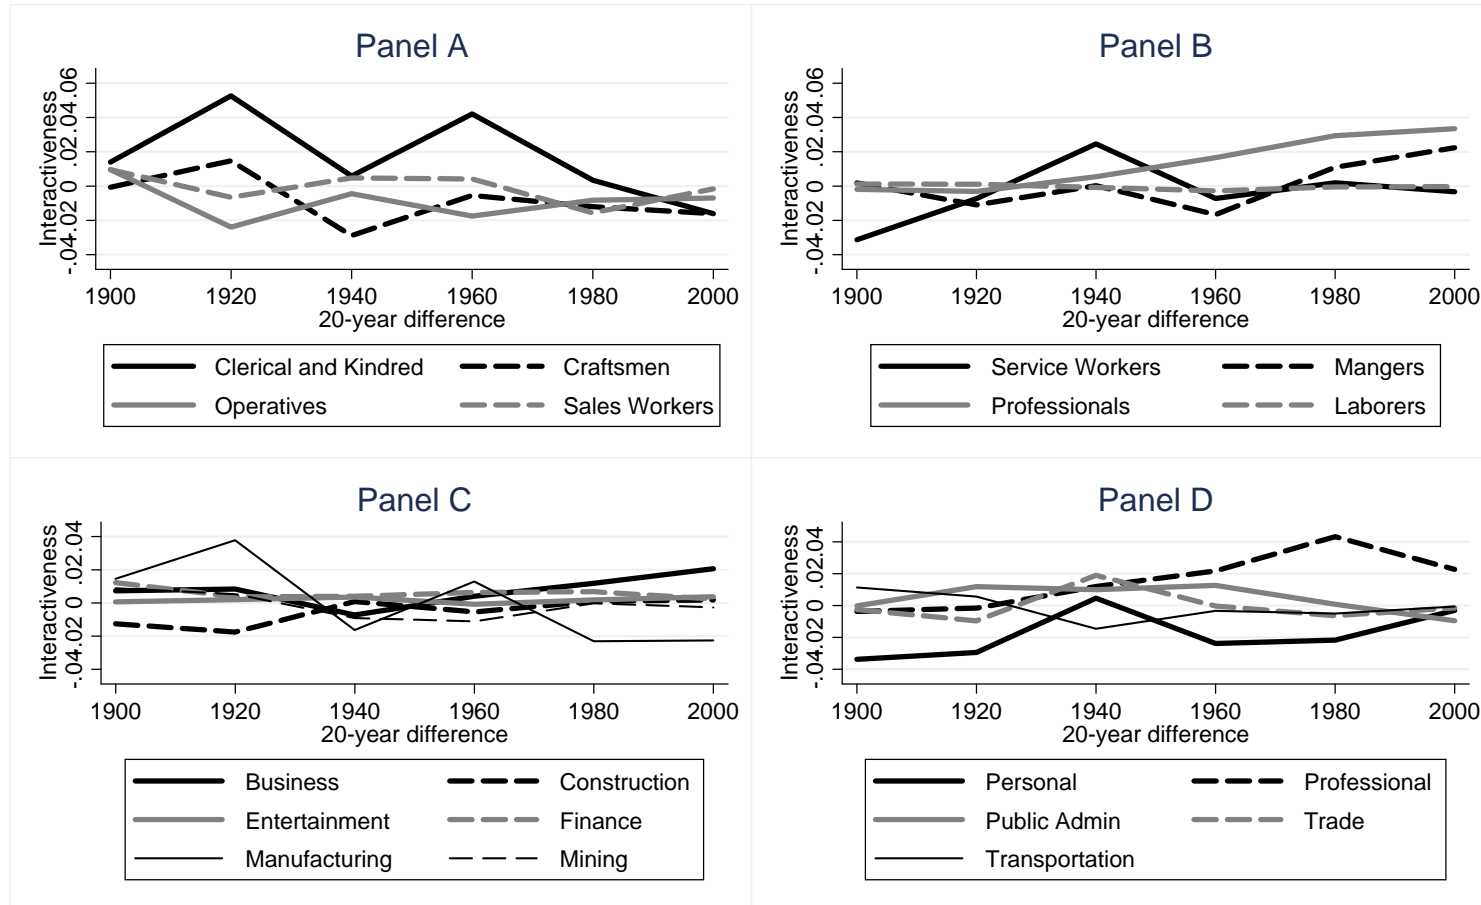 Panel A
Interactiveness
-.04
-.02
0
.02
.04
.06
1900 1920 1940 1960 1980 2000
20-year difference
Clerical and Kindred Craftsmen
Operatives Sales Workers
Panel B
Interactiveness
-.04
-.02
0
.02
.04
.06
1900 1920 1940 1960 1980 2000
20-year difference
Service Workers Mangers
Professionals Laborers
Panel C
Interactiveness
-.04
-.02
0
.02
.04
1900 1920 1940 1960 1980 2000
20-year difference
Business Construction
Entertainment Finance
Manufacturing Mining
Panel D
Interactiveness
-.04
-.02
0
.02
.04
1900 1920 1940 1960 1980 2000
20-year difference
Personal Professional
Public Admin Trade
Transportation